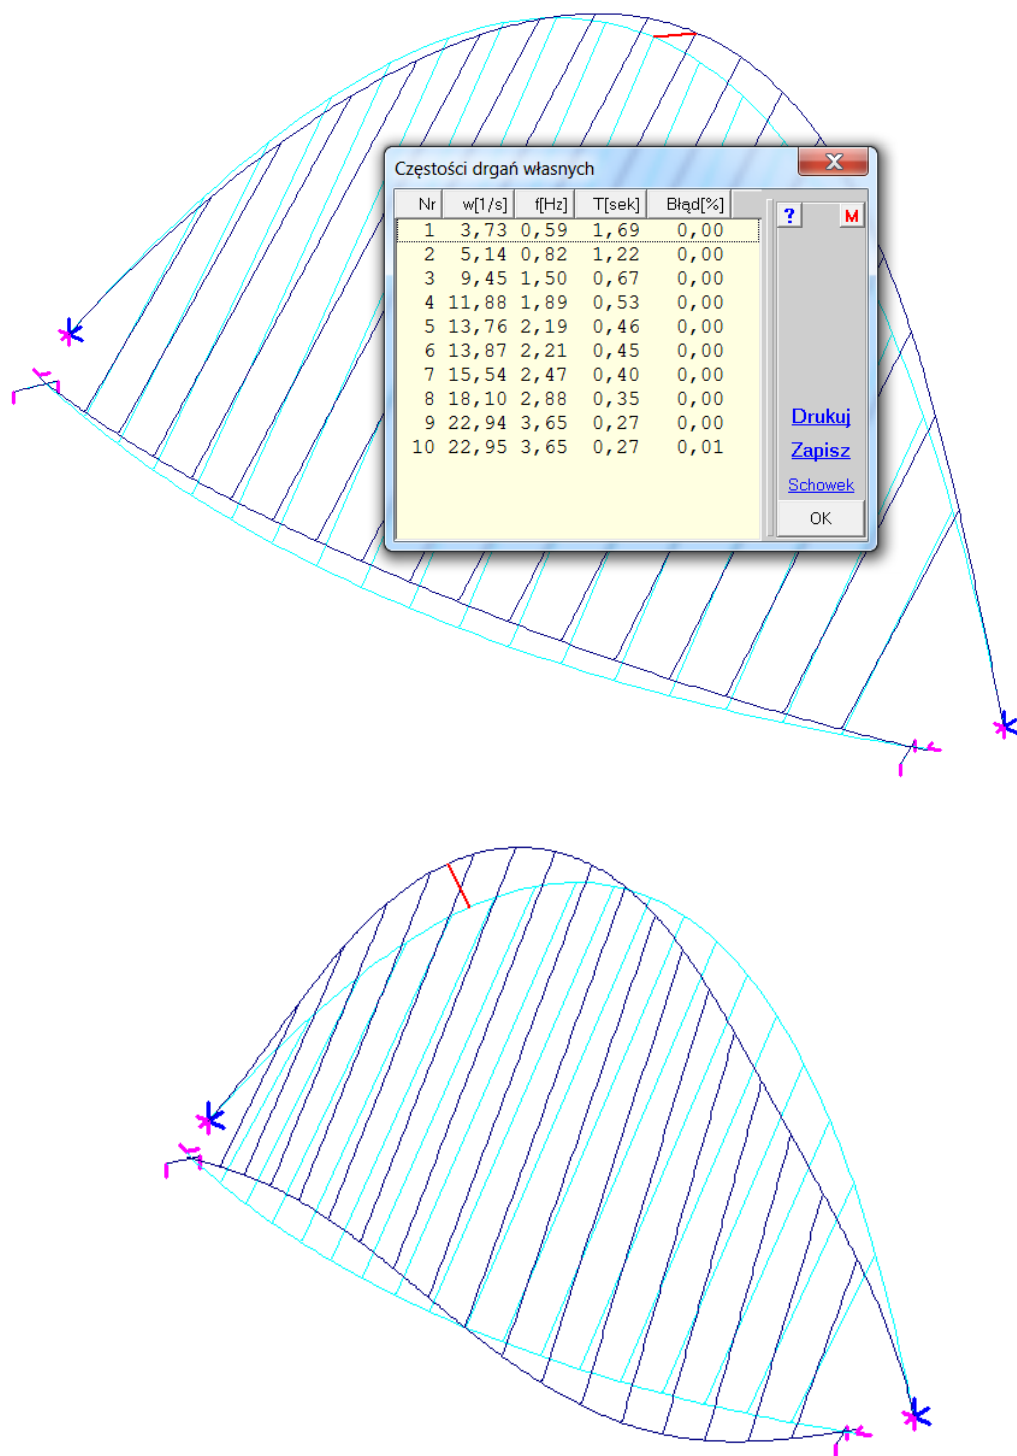 Częstości drgań własnych
Nr w[1/s] f[Hz] T[sek] Błąd[%]
1 3,73 0,59 1,69 0,00
2 5,14 0,82 1,22 0,00
3 9,45 1,50 0,67 0,00
4 11,88 1,89 0,53 0,00
5 13,76 2,19 0,46 0,00
6 13,87 2,21 0,45 0,00
7 15,54 2,47 0,40 0,00
8 18,10 2,88 0,35 0,00
9 22,94 3,65 0,27 0,00
10 22,95 3,65 0,27 0,01
? M
Drukuj
Zapisz
Schowek
OK